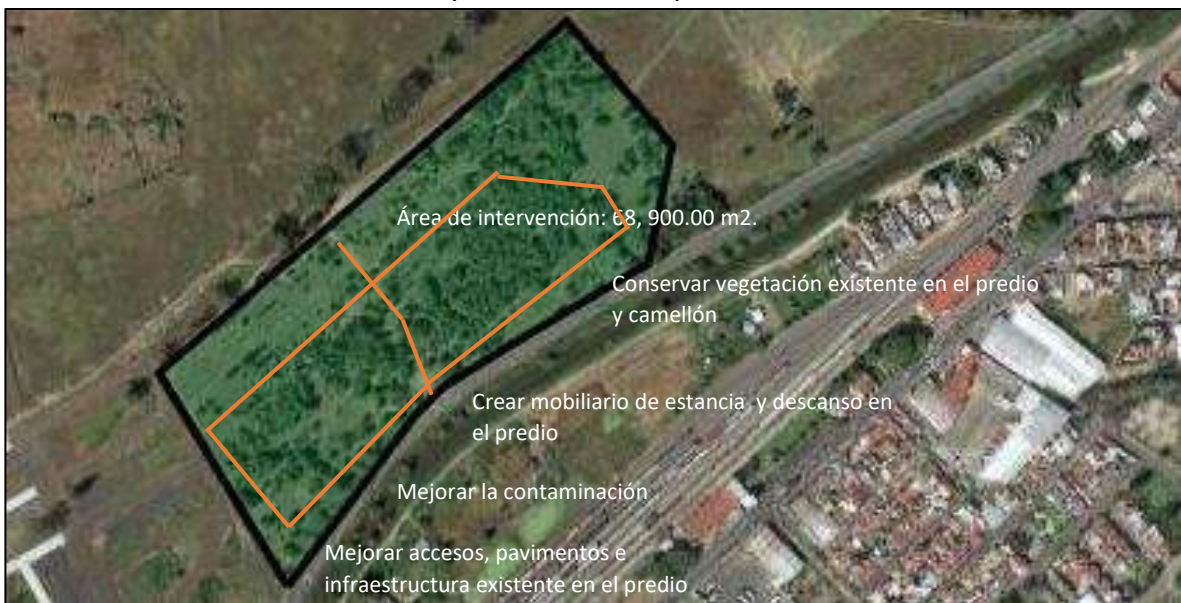 Área de intervención: 68, 900.00 m2.
Conservar vegetación existente en el predio
y camellón
Crear mobiliario de estancia y descanso en
el predio
Mejorar la contaminación
Mejorar accesos, pavimentos e
infraestructura existente en el predio